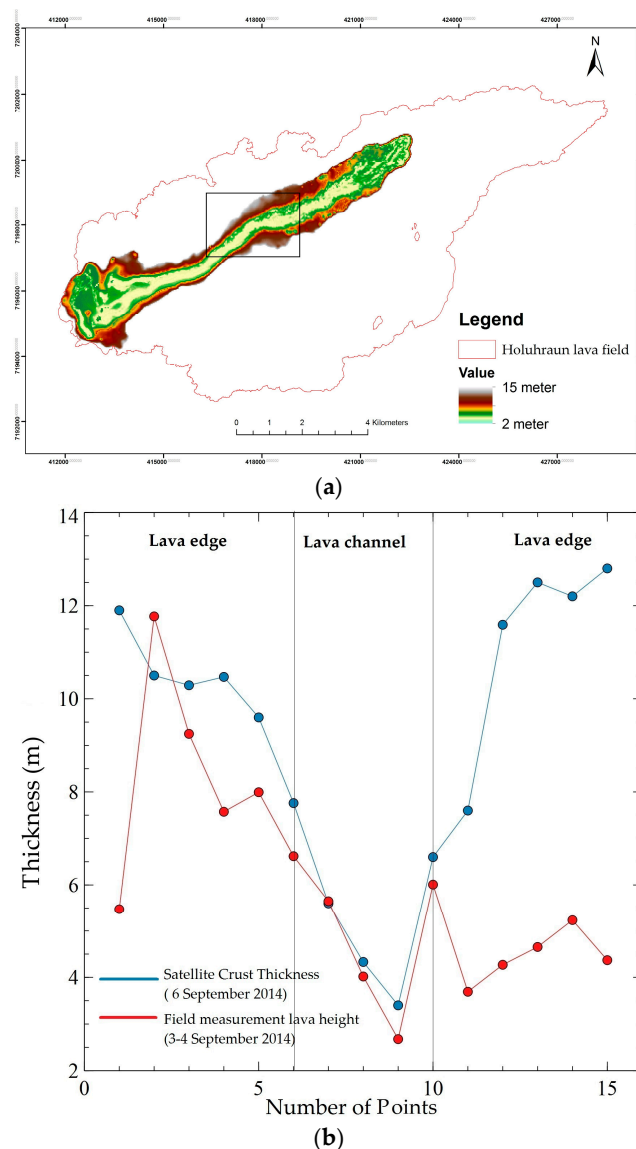 412000 415000 418000 421000 424000 427000
7204000
N
7202000
7200000
7198000
7196000
7194000
7192000
Legend
Holuhraun lava field
Value
15 meter
2 meter
0 1 2 4 Kilometers
412000 415000 418000 421000 424000 427000
(a)
14
12
10
8
6
4
2
Thickness (m)
Lava edge Lava channel Lava edge
Satellite Crust Thickness
( 6 September 2014)
Field measurement lava height
(3-4 September 2014)
0 5 10 15
Number of Points
(b)